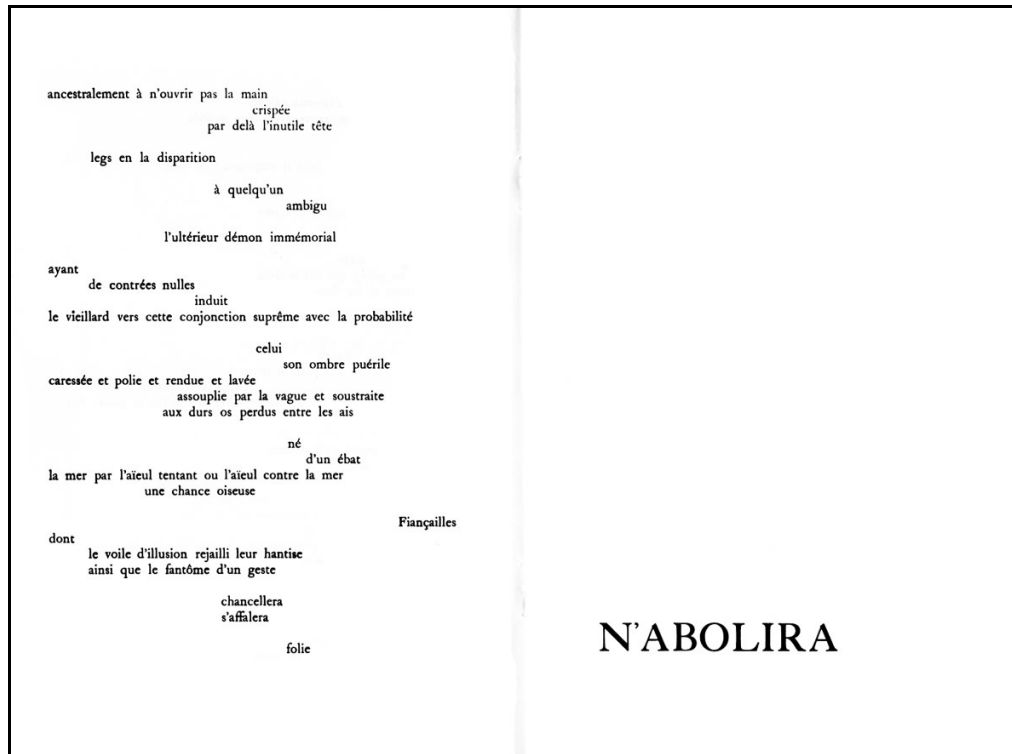 ancestralement à n'ouvrir pas la main
crispée
par delà l'inutile tête
legs en la disparition
à quelqu'un
ambigu
l'ultérieur démon immémorial
ayant
de contrées nulles
induit
le vieillard vers cette conjonction suprême avec la probabilité
celui
son ombre puérile
caressée et polie et rendue et lavée
assouplie par la vague et soustraite
aux durs os perdus entre les ais
né
d'un ébat
la mer par l'aïeul tentant ou l'aïeul contre la mer
une chance oiseuse
Fiançailles
dont
le voile d'illusion rejailli leur hantise
ainsi que le fantôme d'un geste
chancellera
s'affalera
folie
N'ABOLIRA